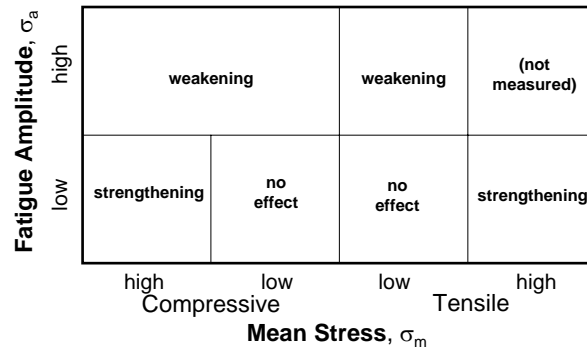 Fatigue Amplitude, σa
high
low
weakening
weakening
(not
measured)
strengthening
no
effect
no
effect
strengthening
high
low
low
high
Compressive
Tensile
Mean Stress, σm